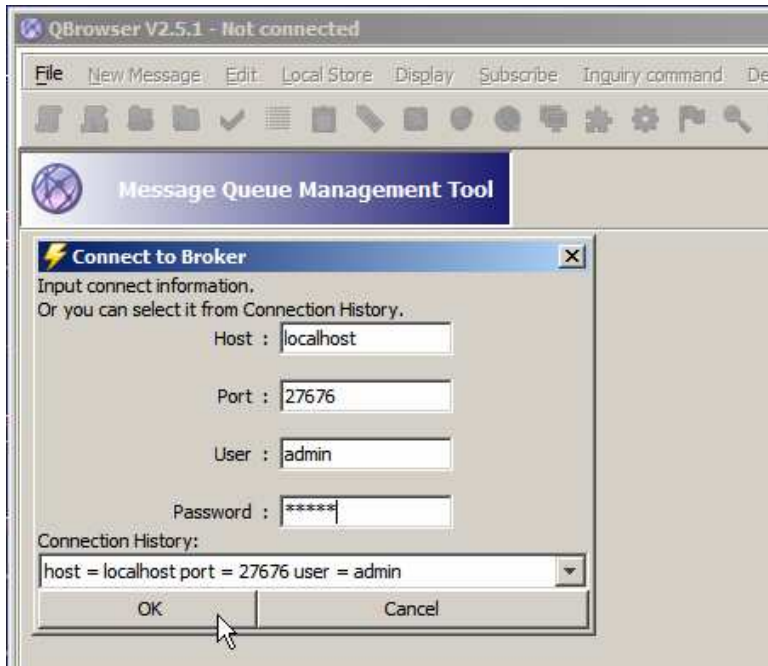 QBrowser V2.5.1 - Not connected
File New Message Edit Local Store Display Subscribe Inquiry command De
Message Queue Management Tool
Connect to Broker
Input connect information.
Or you can select it from Connection History.
Host : localhost
Port : 27676
User : admin
Password : *****
Connection History:
host = localhost port = 27676 user = admin
OK Cancel